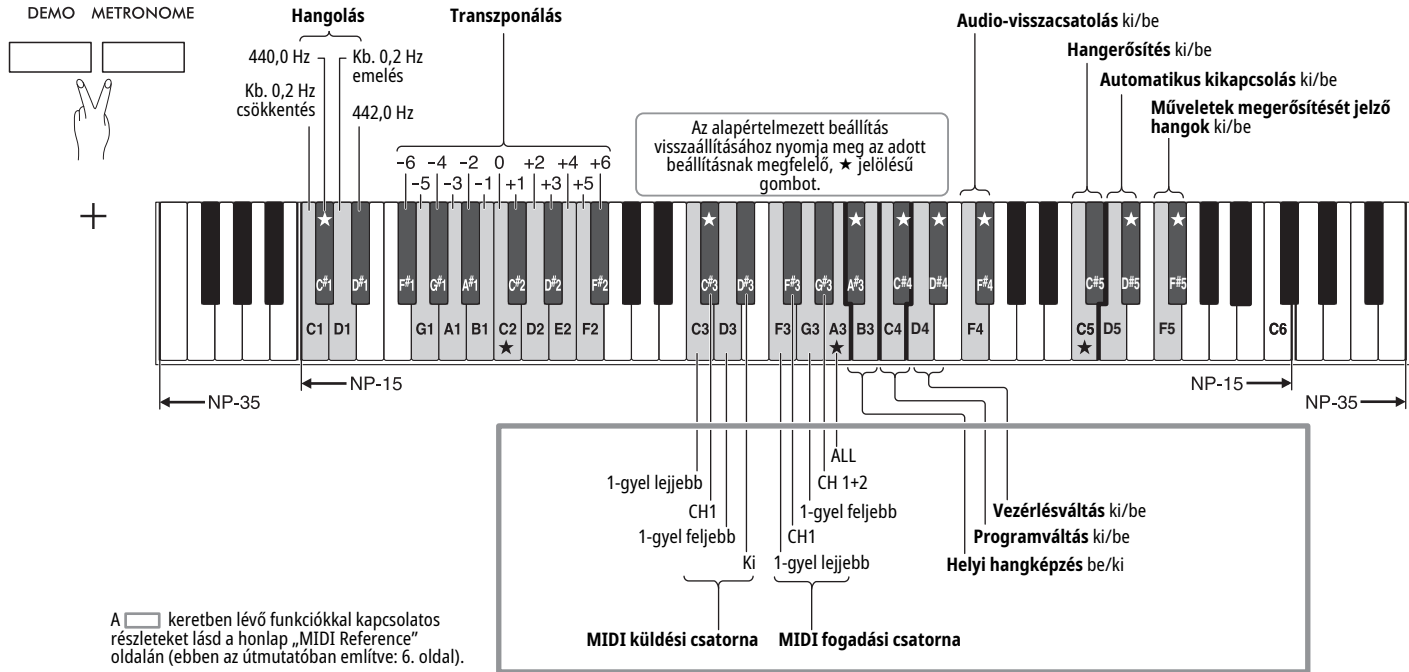 DEMO METRONOME
Hangolás
Transzponálás
Audio-visszacsatolás ki/be
Hangerősítés ki/be
Automatikus kikapcsolás ki/be
Műveletek megerősítését jelző
hangok ki/be
440,0 Hz
Kb. 0,2 Hz
emelés
Kb. 0,2 Hz
csökkentés
442,0 Hz
Az alapértelmezett beállítás
visszaállításához nyomja meg az adott
beállításnak megfelelő, ★ jelölésű
gombot.
−6 −4 −2 0 +2 +4 +6
−5 −3 −1 +1 +3 +5
+
★ ★ ★ ★ ★ ★ ★ ★
C#1 D#1 F#1 G#1 A#1 C#2 D#2 F#2 C#3 D#3 F#3 G#3 A#3 C#4 D#4 F#4 C#5 D#5 F#5
C1 D1 G1 A1 B1 C2 D2 E2 F2 C3 D3 F3 G3 A3 B3 C4 D4 F4 C5 D5 F5 C6
★ ★ ★
NP-15 NP-15
NP-35 NP-35
ALL
1-gyel lejjebb CH 1+2
CH1 1-gyel feljebb
1-gyel feljebb CH1
Ki 1-gyel lejjebb
Vezérlésváltás ki/be
Programváltás ki/be
Helyi hangképzés be/ki
MIDI küldési csatorna MIDI fogadási csatorna
A keretben lévő funkciókkal kapcsolatos
részleteket lásd a honlap „MIDI Reference”
oldalán (ebben az útmutatóban említve: 6. oldal).